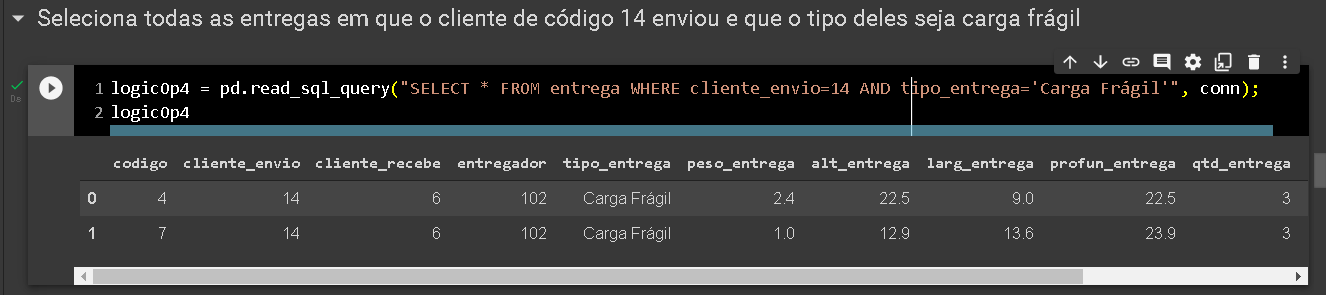 Seleciona todas as entregas em que o cliente de código 14 enviou e que o tipo deles seja carga frágil
0s
1 logicOp4 = pd.read_sql_query("SELECT * FROM entrega WHERE cliente_envio=14 AND tipo_entrega='Carga Frágil'", conn);
2 logicOp4
codigo cliente_envio cliente_recebe entregador tipo_entrega peso_entrega alt_entrega larg_entrega profun_entrega qtd_entrega
0 4 14 6 102 Carga Frágil 2.4 22.5 9.0 22.5 3
1 7 14 6 102 Carga Frágil 1.0 12.9 13.6 23.9 3